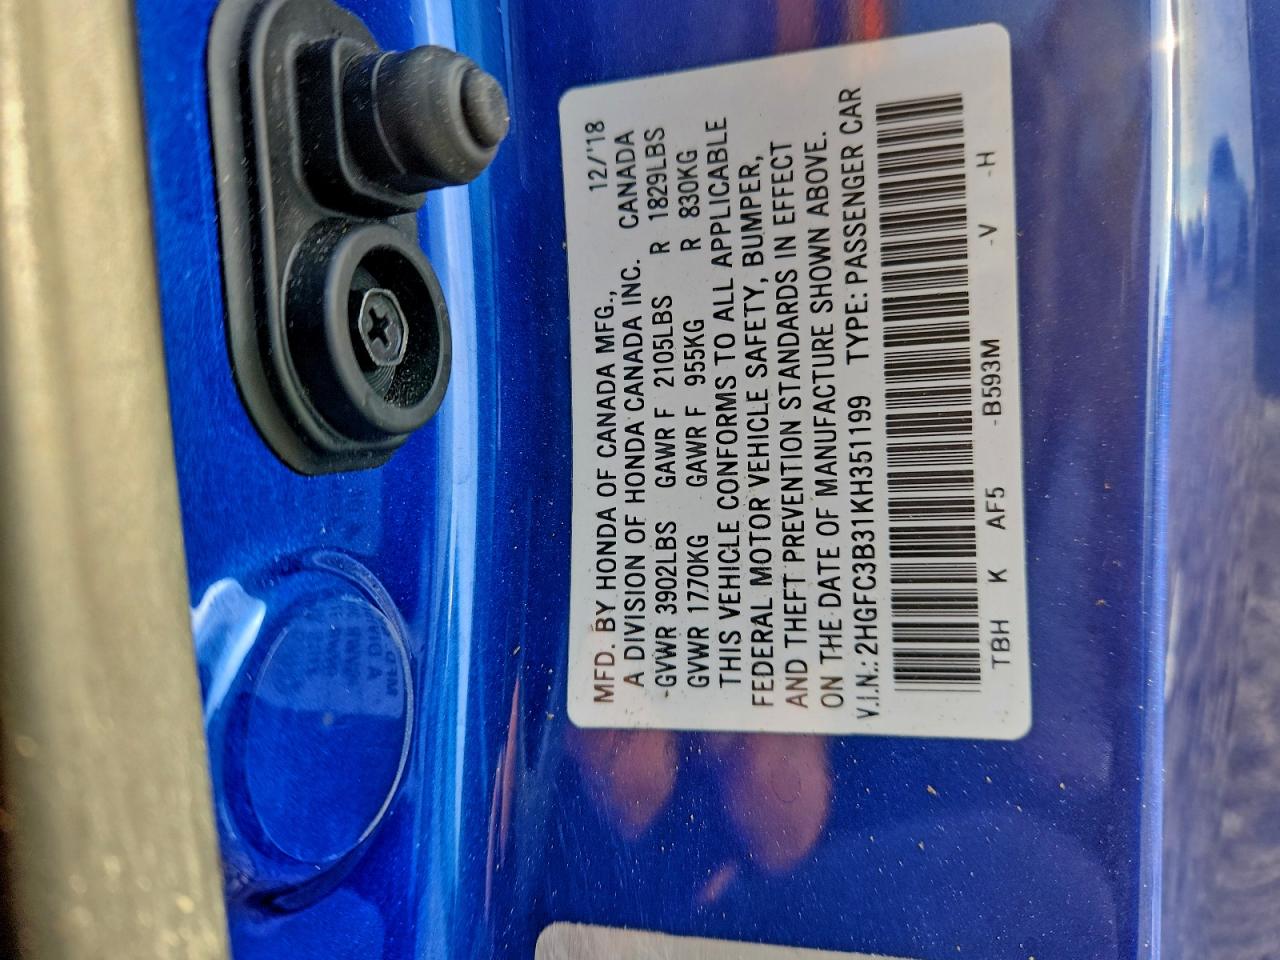 MFD. BY HONDA OF CANADA MFG., 12/'18
A DIVISION OF HONDA CANADA INC. CANADA
-GVWR 3902LBS GAWR F 2105LBS R 1829LBS
GVWR 1770KG GAWR F 955KG R 830KG
THIS VEHICLE CONFORMS TO ALL APPLICABLE
FEDERAL MOTOR VEHICLE SAFETY, BUMPER,
AND THEFT PREVENTION STANDARDS IN EFFECT
ON THE DATE OF MANUFACTURE SHOWN ABOVE.
V.I.N.: 2HGFC3B31KH351199 TYPE: PASSENGER CAR
TBH K AF5 -B593M -V -H